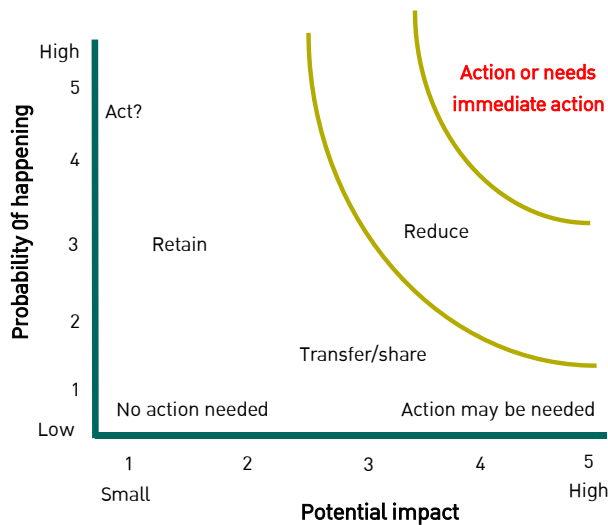 High
5
Act?
4
3
2
1
Low
Probability 0f happening
Action or needs
immediate action
Reduce
Retain
Transfer/share
No action needed
Action may be needed
1
2
3
4
5
Small
High
Potential impact